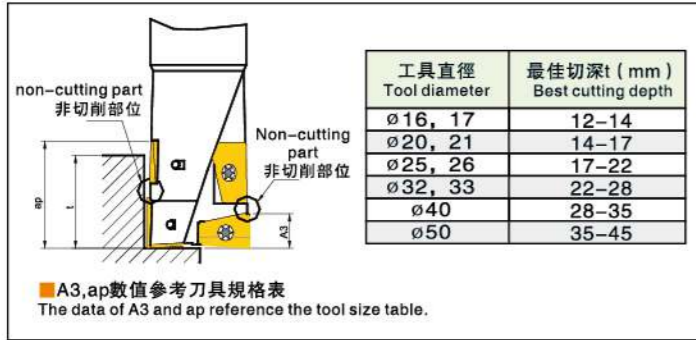 non-cutting part
非切削部位
Non-cutting
part
非切削部位
ap
t
A3
工具直徑 最佳切深t ( mm )
Tool diameter Best cutting depth
ø16, 17 12-14
ø20, 21 14-17
ø25, 26 17-22
ø32, 33 22-28
ø40 28-35
ø50 35-45
A3,ap數值參考刀具規格表
The data of A3 and ap reference the tool size table.